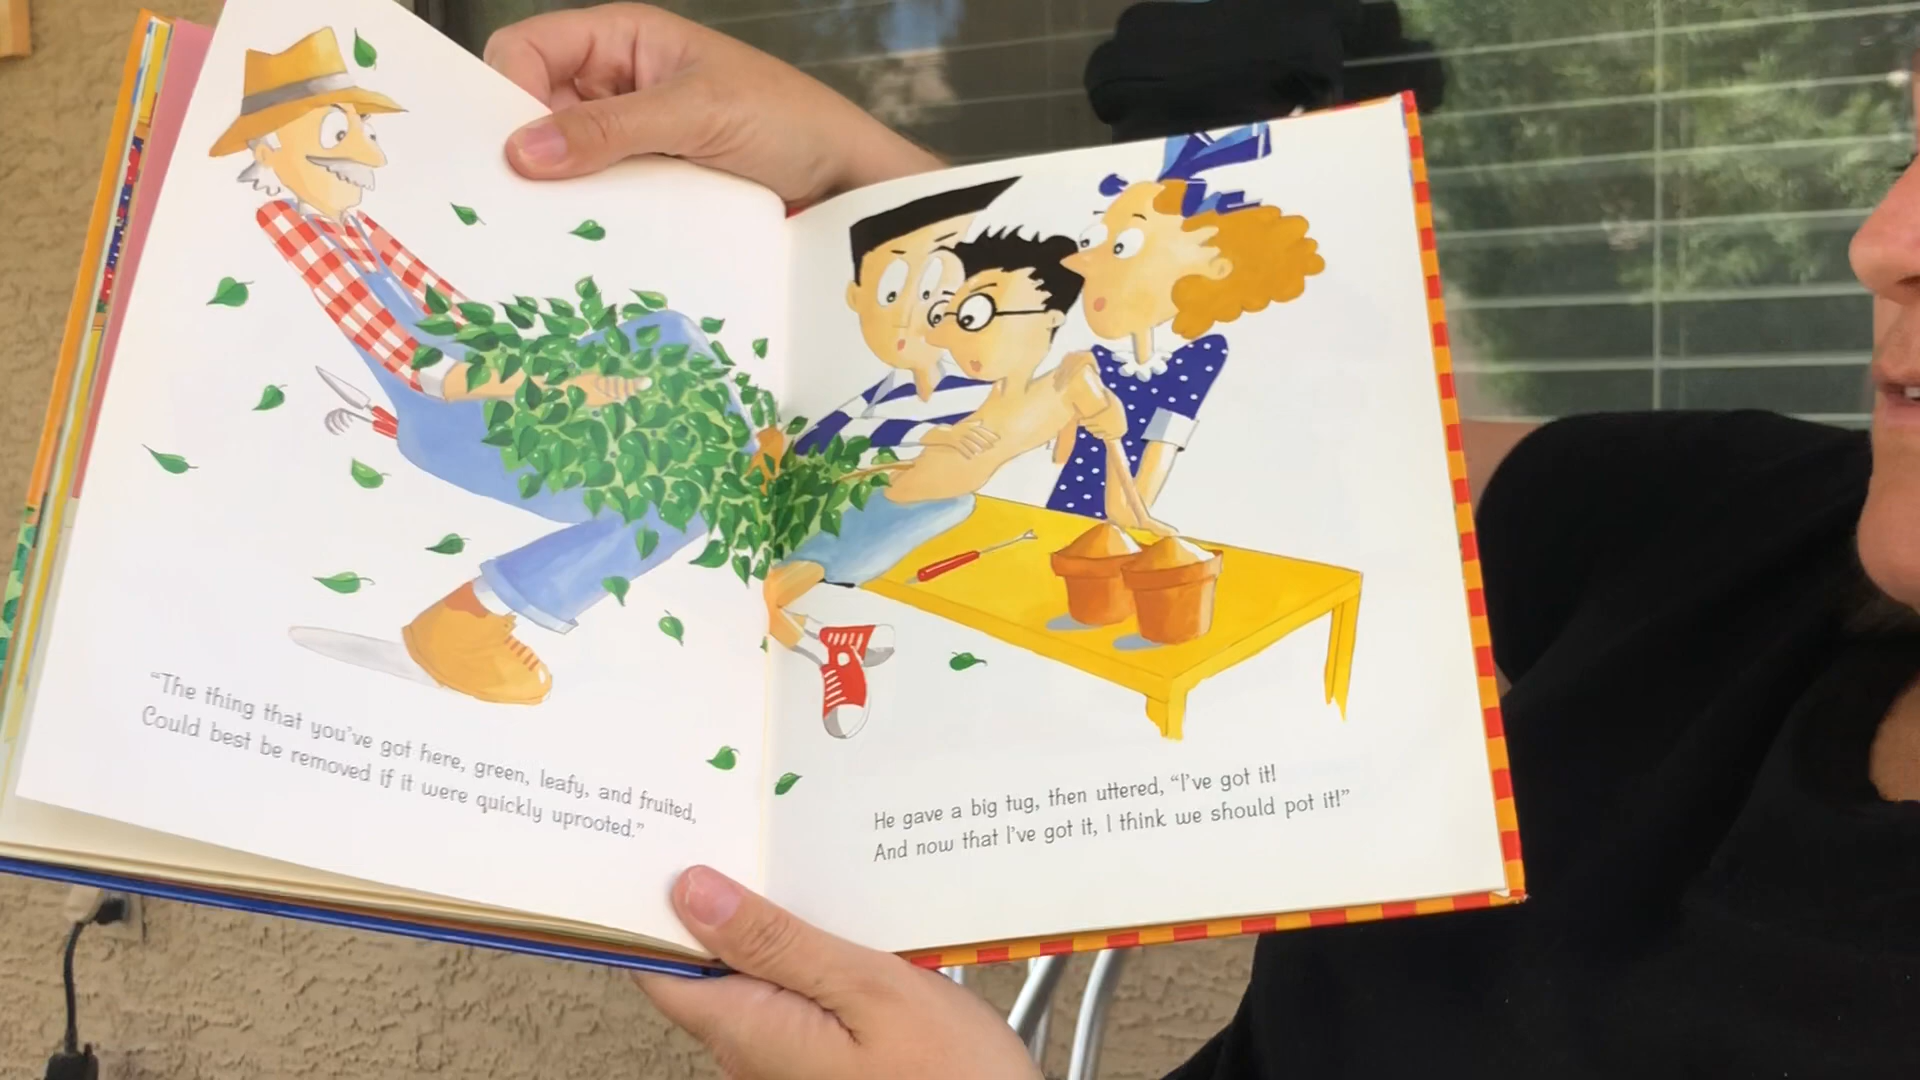 “The thing that you’ve got here, green, leafy, and fruited,
Could best be removed if it were quickly uprooted.”
He gave a big tug, then uttered, “I’ve got it!
And now that I’ve got it, I think we should pot it!”